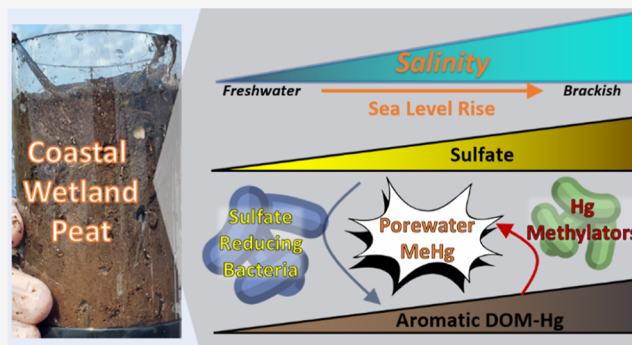 Coastal
Wetland
Peat
Salinity
Freshwater
Brackish
Sea Level Rise
Sulfate
Sulfate
Reducing
Bacteria
Porewater
MeHg
Hg
Methylators
Aromatic DOM-Hg